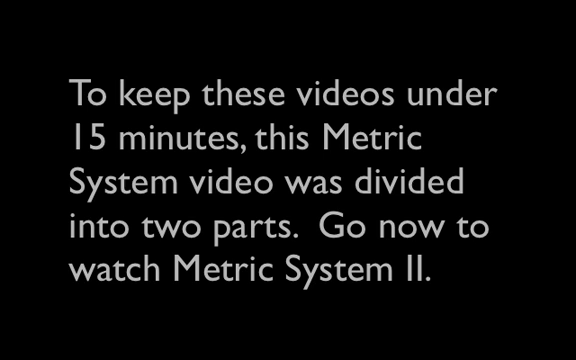 To keep these videos under
15 minutes, this Metric
System video was divided
into two parts.  Go now to
watch Metric System II.